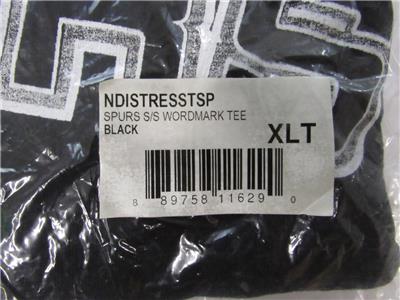 NDISTRESSTSP
SPURS S/S WORDMARK TEE
BLACK
XLT
8 89758 11629 0